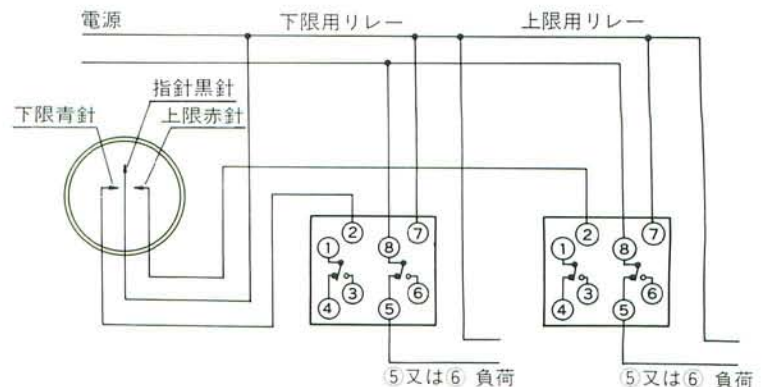 電源
下限用リレー
上限用リレー
指針黒針
下限青針
上限赤針
② ⑦ ① ⑧ ③ ⑥ ④ ⑤
② ⑦ ① ⑧ ③ ⑥ ④ ⑤
⑤又は⑥ 負荷
⑤又は⑥ 負荷